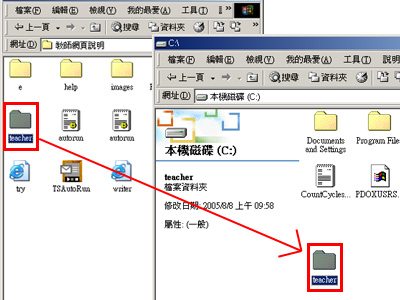 檔案(F) 編輯(E) 檢視(V) 我的最愛(A) 工具(T) »
上一頁 搜尋 資料夾
網址(D) 教師網頁說明
e help images
teacher autorun autorun
try TSAutoRun writer
C:\
檔案(F) 編輯(E) 檢視(V) 我的最愛(A) 工具(T) 說明
上一頁 搜尋 資料夾
網址(D) 本機磁碟 (C:)
本機磁碟 (C:)
teacher
檔案資料夾
修改日期: 2005/8/8 上午 09:58
屬性: (一般)
Documents and Settings Program Files
CountCycles... PDOXUSRS...
teacher